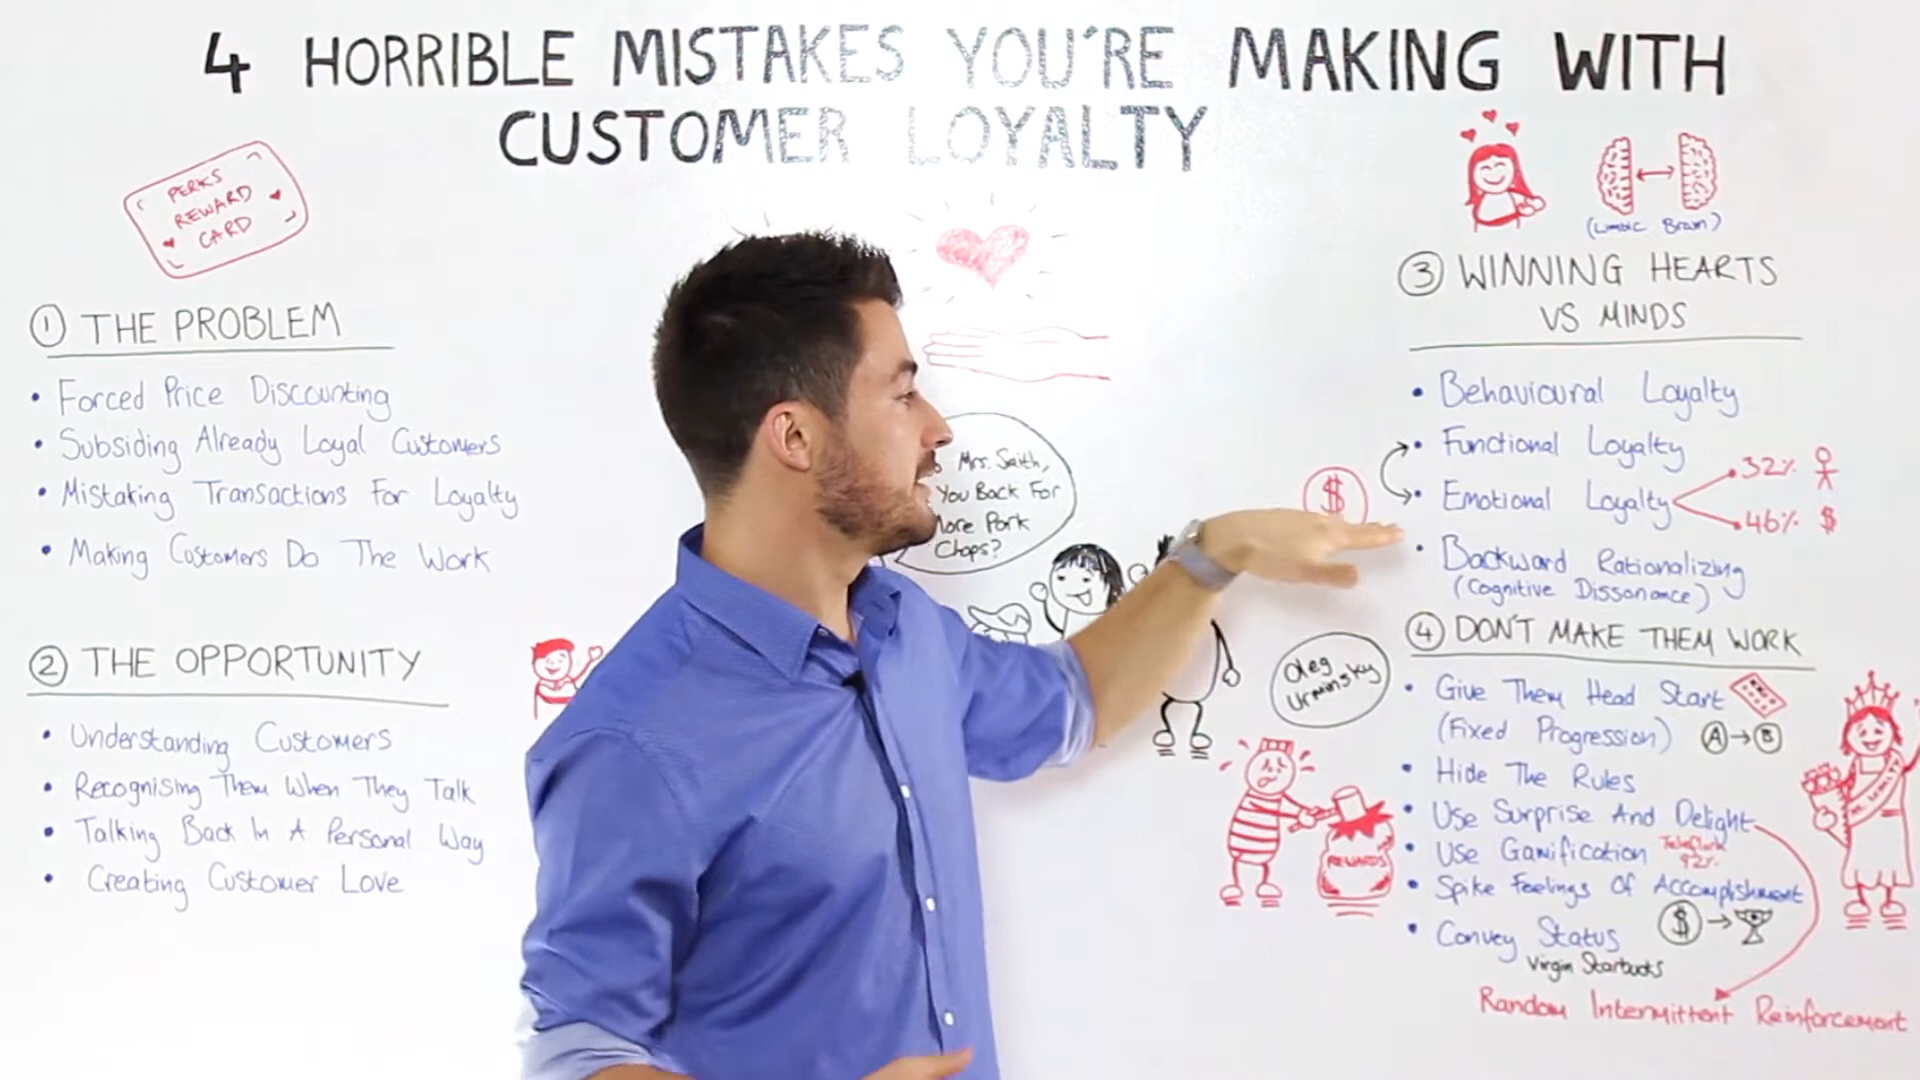 4 HORRIBLE MISTAKES YOU'RE MAKING WITH
CUSTOMER LOYALTY
PERKS
REWARD
CARD
① THE PROBLEM
• Forced Price Discounting
• Subsiding Already Loyal Customers
• Mistaking Transactions For Loyalty
• Making Customers Do The Work
② THE OPPORTUNITY
• Understanding Customers
• Recognising Them When They Talk
• Talking Back In A Personal Way
• Creating Customer Love
Mrs. Smith,
You Back For
More Pork
Chops?
$
(Limbic Brain)
③ WINNING HEARTS
VS MINDS
• Behavioural Loyalty
• Functional Loyalty
• Emotional Loyalty
32%
46% $
• Backward Rationalizing
(Cognitive Dissonance)
④ DON'T MAKE THEM WORK
Oleg
Urminsky
REWARDS
• Give Them Head Start
(Fixed Progression) A → B
• Hide The Rules
• Use Surprise And Delight
• Use Gamification
92%
• Spike Feelings Of Accomplishment
$
• Convey Status
Virgin Starbucks
Random Intermittent Reinforcement